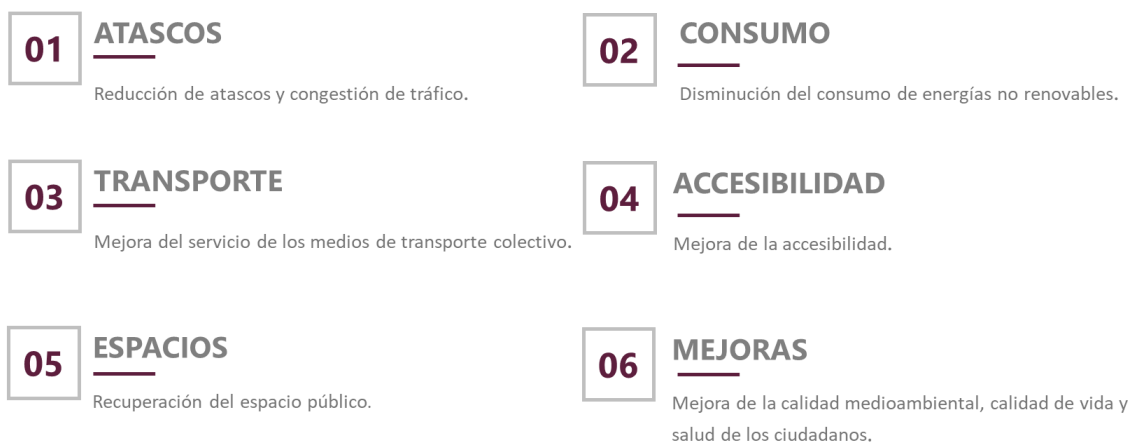 01
ATASCOS
Reducción de atascos y congestión de tráfico.
02
CONSUMO
Disminución del consumo de energías no renovables.
03
TRANSPORTE
Mejora del servicio de los medios de transporte colectivo.
04
ACCESIBILIDAD
Mejora de la accesibilidad.
05
ESPACIOS
Recuperación del espacio público.
06
MEJORAS
Mejora de la calidad medioambiental, calidad de vida y
salud de los ciudadanos.